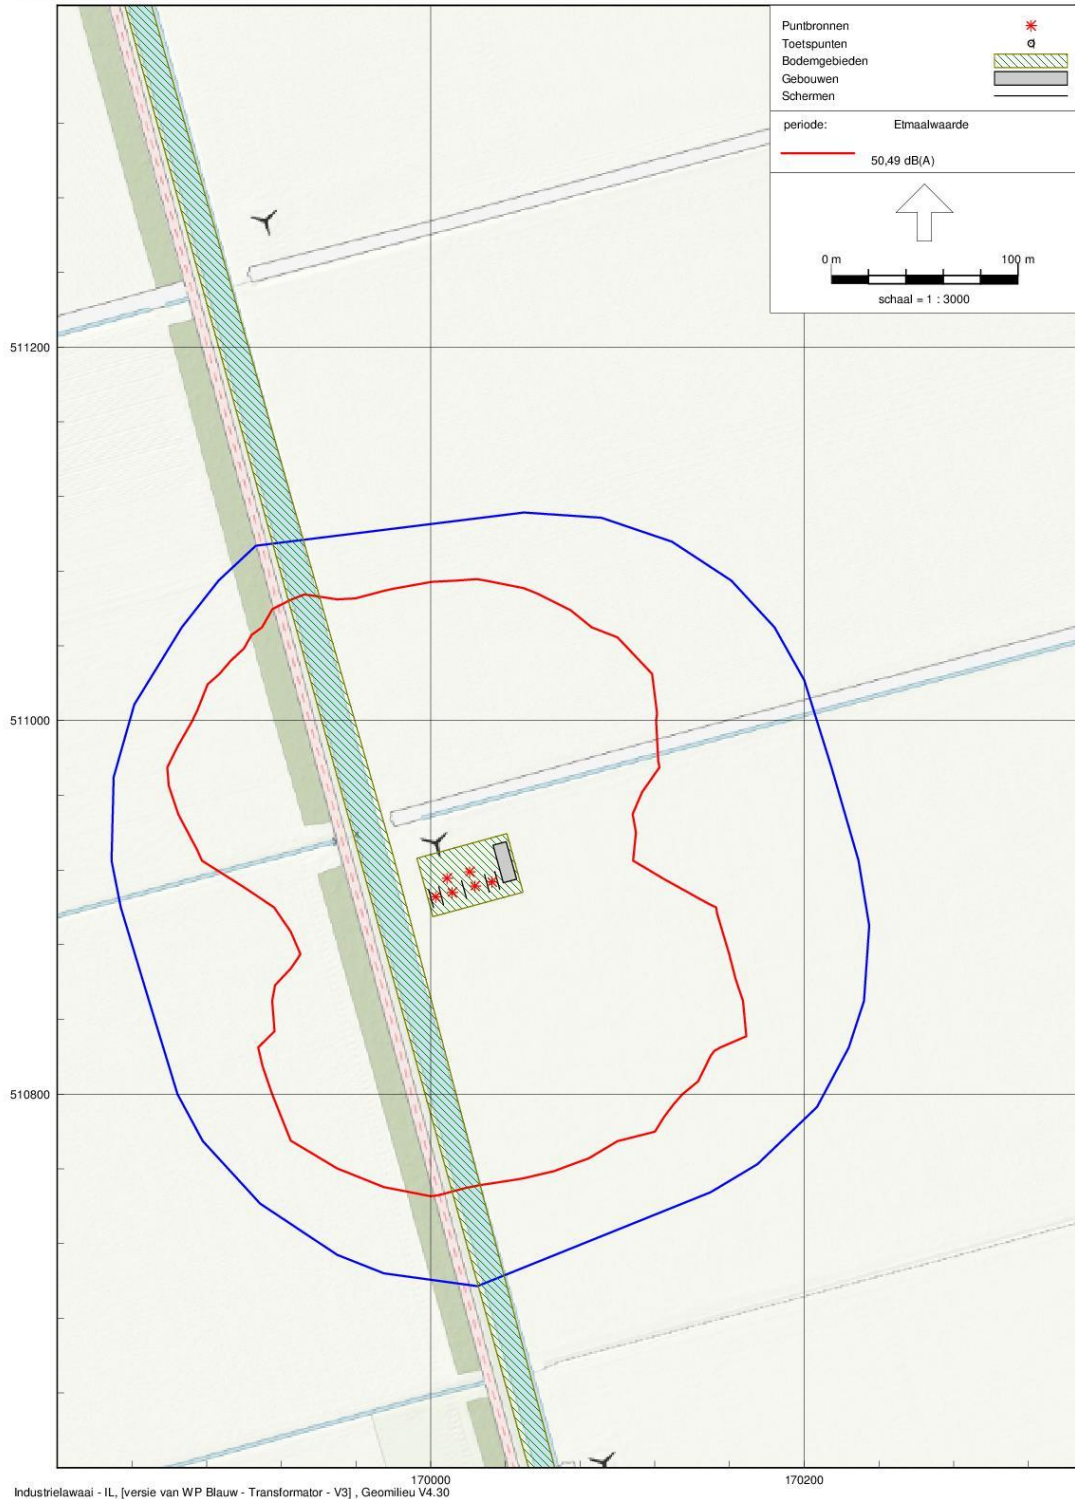 Puntbronnen
Toetspunten
Bodemgebieden
Gebouwen
Schermen
periode: Etmaalwaarde
50,49 dB(A)
0 m 100 m
schaal = 1 : 3000
511200
511000
510800
170000 170200
Industrielawaai - IL, [versie van WP Blauw - Transformator - V3] , Geomilieu V4.30